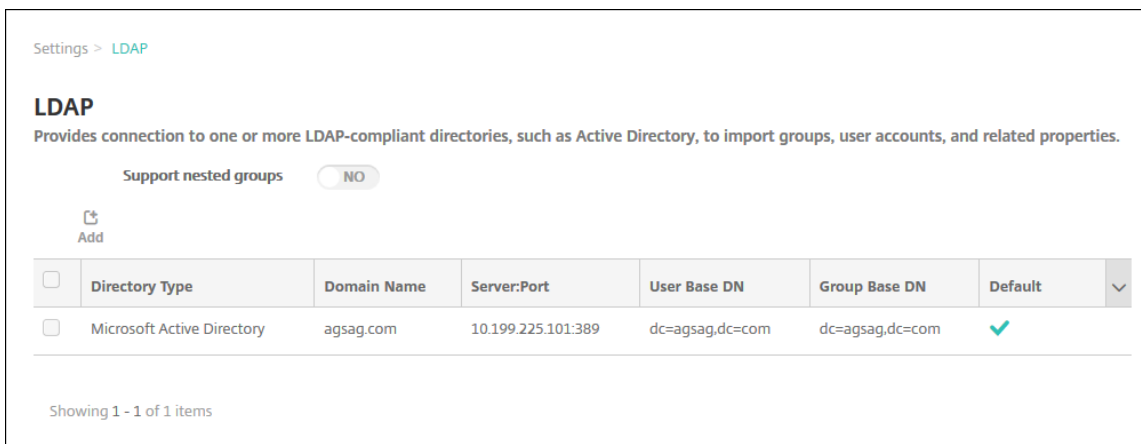 Settings > LDAP
LDAP
Provides connection to one or more LDAP-compliant directories, such as Active Directory, to import groups, user accounts, and related properties.
Support nested groups NO
Add
Directory Type Domain Name Server:Port User Base DN Group Base DN Default
Microsoft Active Directory agsag.com 10.199.225.101:389 dc=agsag,dc=com dc=agsag,dc=com
Showing 1 - 1 of 1 items